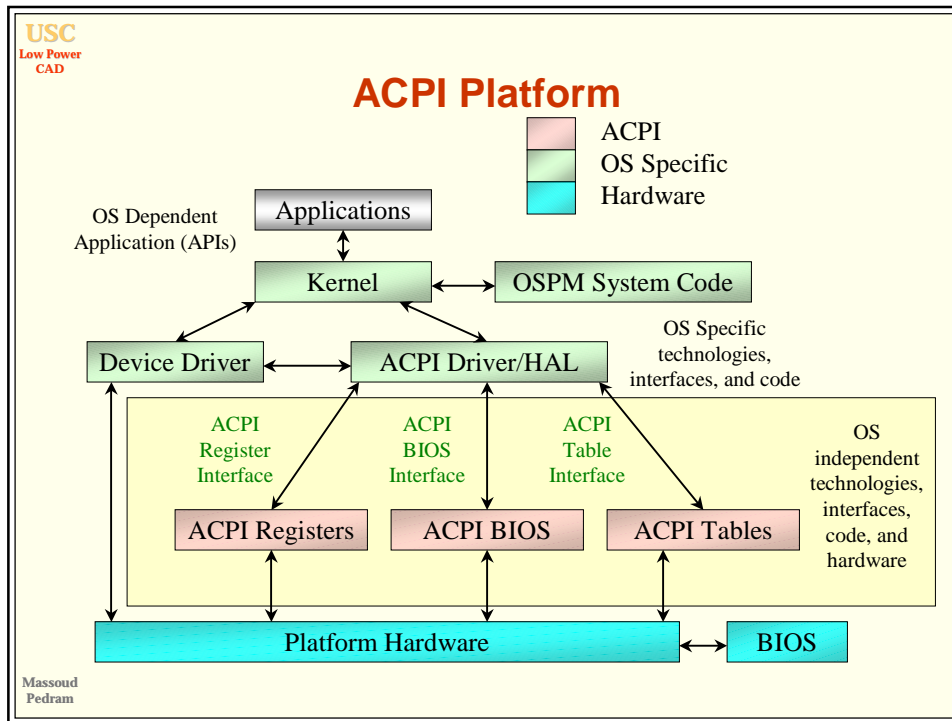 USC
Low Power
CAD
ACPI Platform
ACPI
OS Specific
Hardware
Applications
OS Dependent
Application (APIs)
Kernel
OSPM System Code
OS Specific
technologies,
interfaces, and code
Device Driver
ACPI Driver/HAL
ACPI
Register
Interface
ACPI
BIOS
Interface
ACPI
Table
Interface
OS
independent
technologies,
interfaces,
code, and
hardware
ACPI Registers
ACPI BIOS
ACPI Tables
Platform Hardware
BIOS
Massoud
Pedram